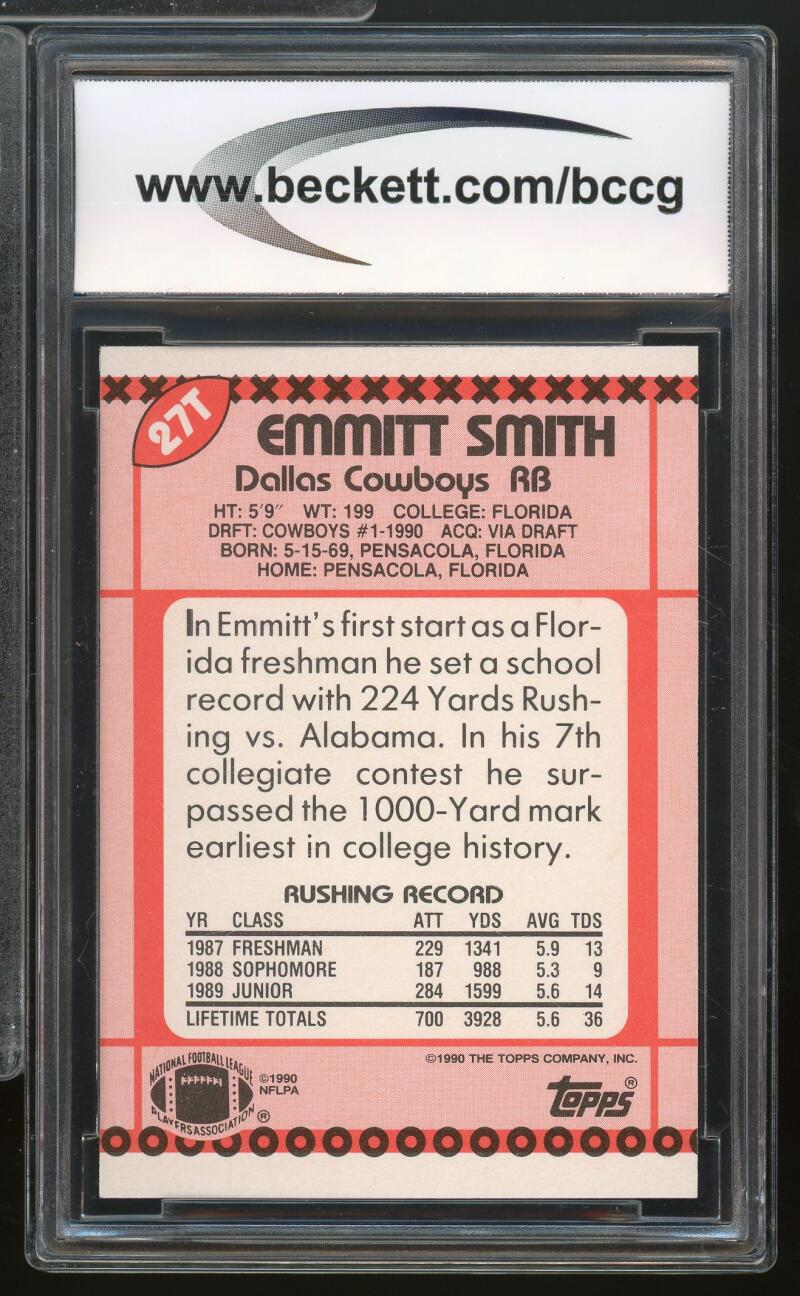 www.beckett.com/bccg
27T
EMMITT SMITH
Dallas Cowboys RB
HT: 5'9" WT: 199 COLLEGE: FLORIDA
DRFT: COWBOYS #1-1990 ACQ: VIA DRAFT
BORN: 5-15-69, PENSACOLA, FLORIDA
HOME: PENSACOLA, FLORIDA
In Emmitt's first start as a Flor-
ida freshman he set a school
record with 224 Yards Rush-
ing vs. Alabama. In his 7th
collegiate contest he sur-
passed the 1000-Yard mark
earliest in college history.
RUSHING RECORD
YR CLASS ATT YDS AVG TDS
1987 FRESHMAN 229 1341 5.9 13
1988 SOPHOMORE 187 988 5.3 9
1989 JUNIOR 284 1599 5.6 14
LIFETIME TOTALS 700 3928 5.6 36
©1990 THE TOPPS COMPANY, INC.
NATIONAL FOOTBALL LEAGUE
PLAYERS ASSOCIATION ®
©1990
NFLPA
TOPPS®